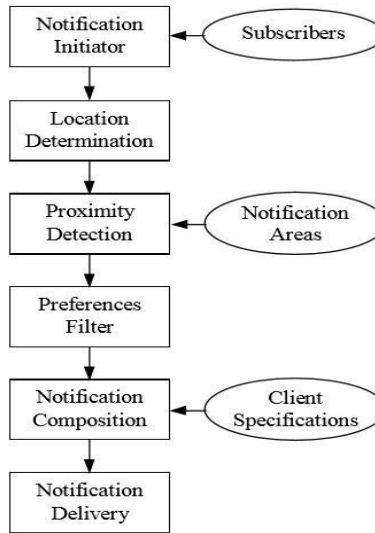 Notification
Initiator
Subscribers
Location
Determination
Proximity
Detection
Notification
Areas
Preferences
Filter
Notification
Composition
Client
Specifications
Notification
Delivery